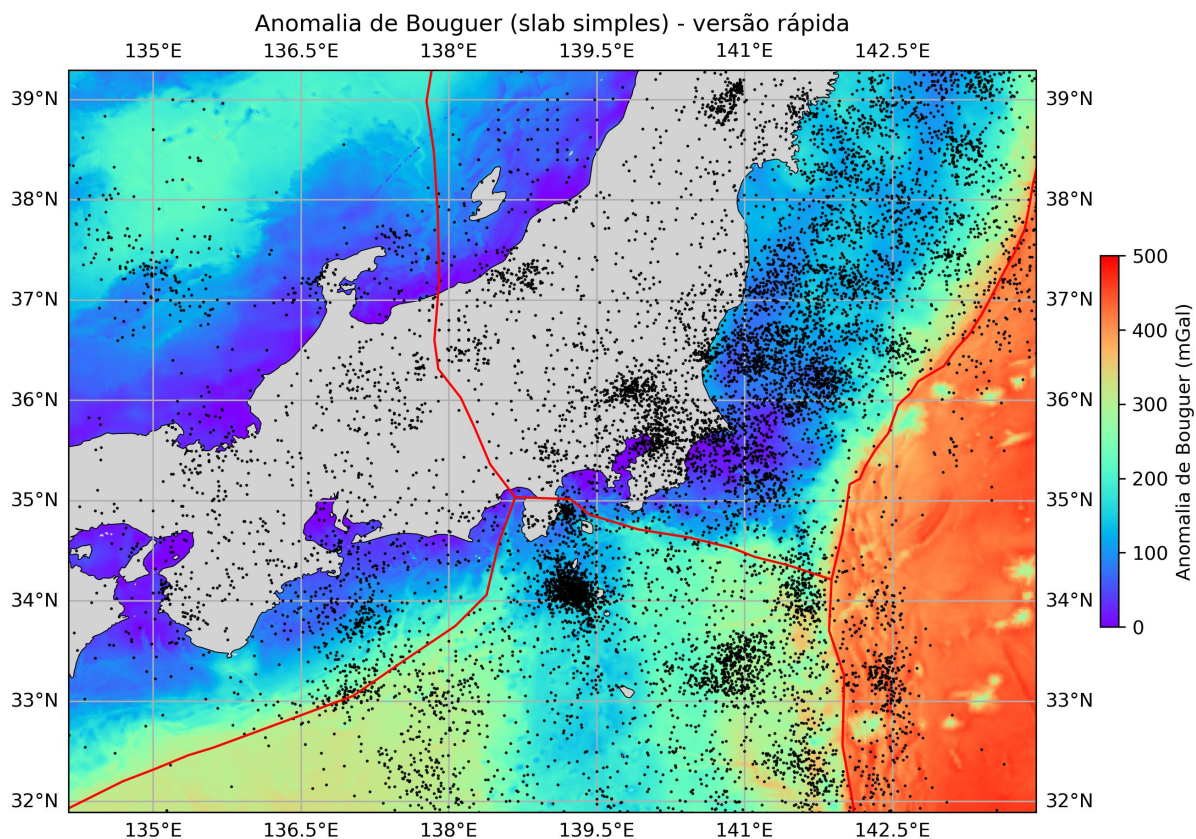 Anomalia de Bouguer (slab simples) - versão rápida
135°E 136.5°E 138°E 139.5°E 141°E 142.5°E
39°N 39°N
38°N 38°N
37°N 37°N
36°N 36°N
35°N 35°N
34°N 34°N
33°N 33°N
32°N 32°N
135°E 136.5°E 138°E 139.5°E 141°E 142.5°E
500
400
300
200
100
0
Anomalia de Bouguer (mGal)